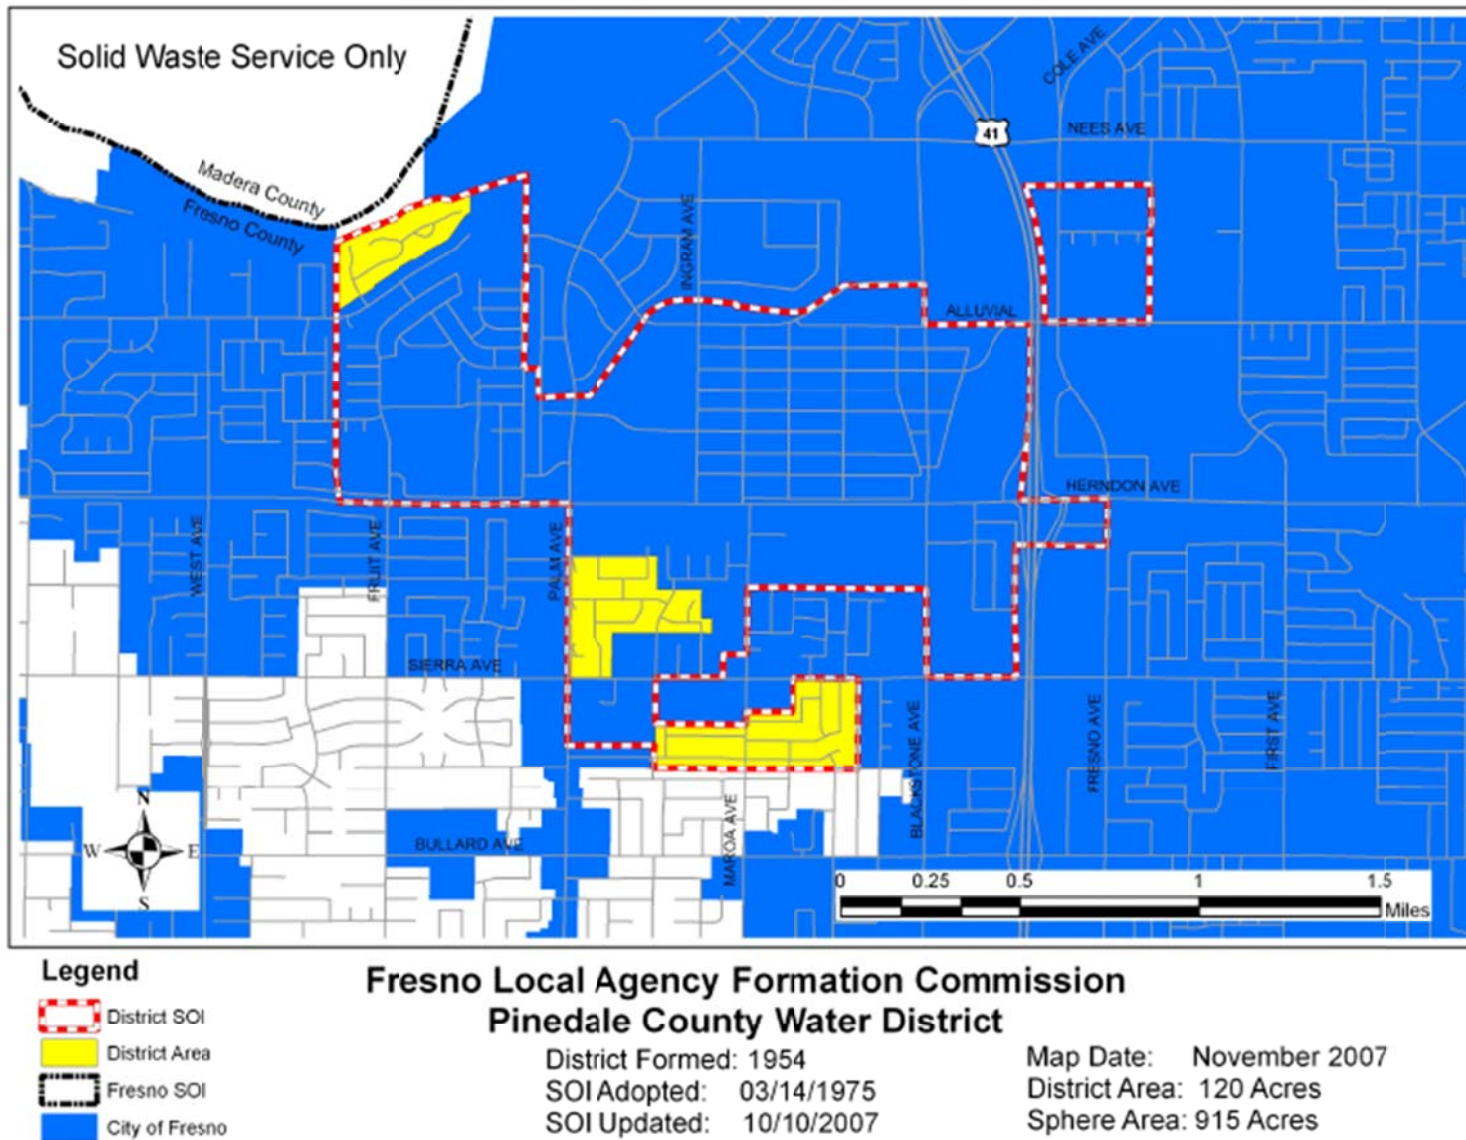 Solid Waste Service Only
Madera County
Fresno County
COLE AVE
NEES AVE
41
INGRAM AVE
ALLUVIAL
HERNDON AVE
WEST AVE
FRUIT AVE
PALM AVE
SIERRA AVE
BLACKSTONE AVE
FRESNO AVE
FIRST AVE
MAROA AVE
BULLARD AVE
N
W E
S
0 0.25 0.5 1 1.5
Miles
Legend
District SOI
District Area
Fresno SOI
City of Fresno
Fresno Local Agency Formation Commission
Pinedale County Water District
District Formed: 1954
SOI Adopted: 03/14/1975
SOI Updated: 10/10/2007
Map Date: November 2007
District Area: 120 Acres
Sphere Area: 915 Acres